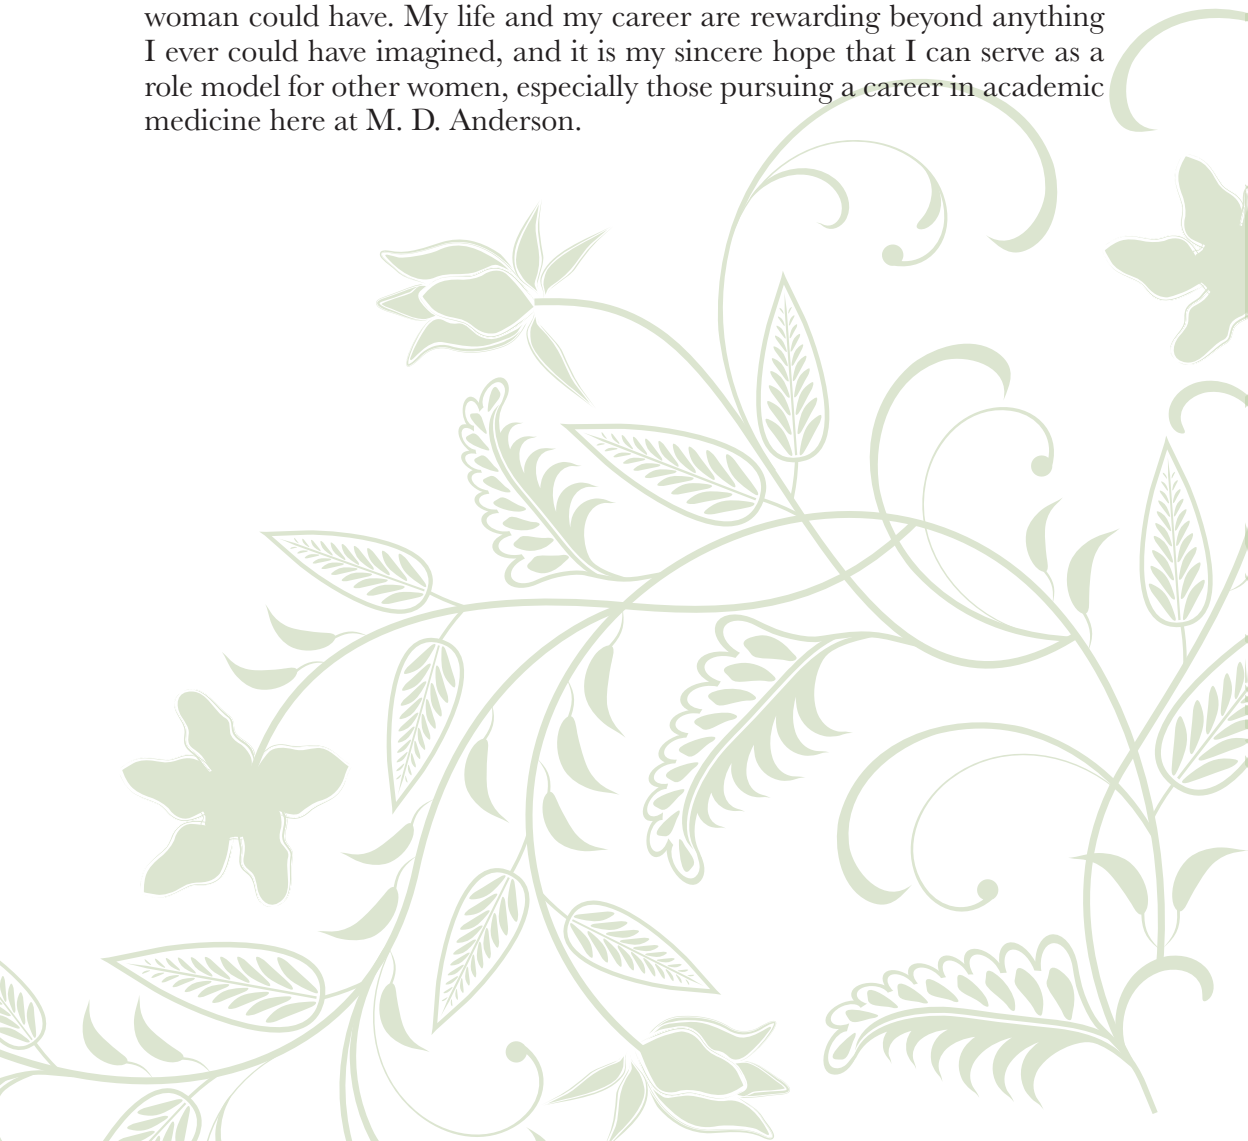 woman could have. My life and my career are rewarding beyond anything
I ever could have imagined, and it is my sincere hope that I can serve as a
role model for other women, especially those pursuing a career in academic
medicine here at M. D. Anderson.